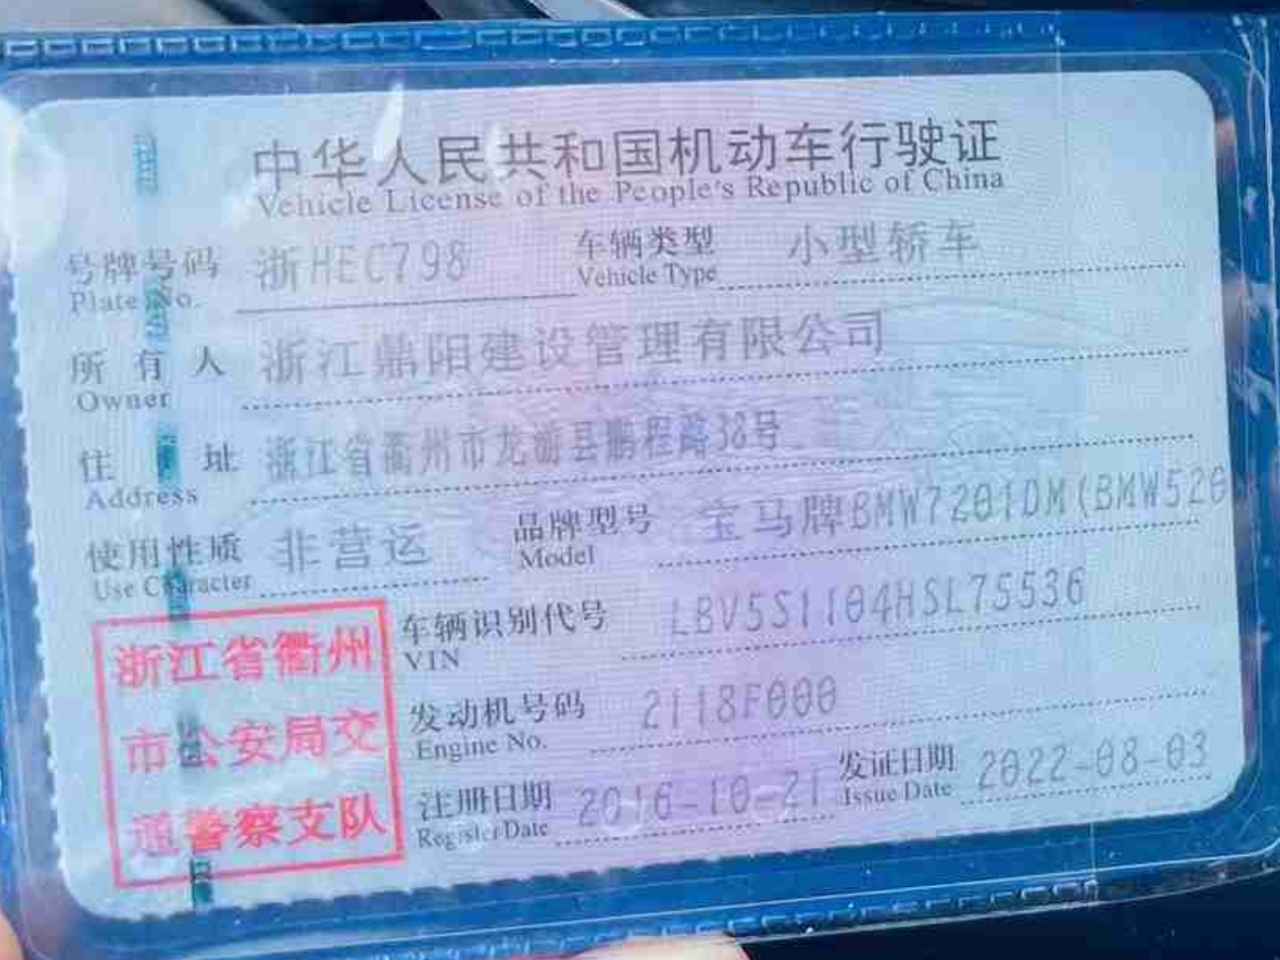 中华人民共和国机动车行驶证
Vehicle License of the People's Republic of China
号牌号码 浙HEC798 车辆类型 小型轿车
Plate No. Vehicle Type
所有人 浙江鼎阳建设管理有限公司
Owner
住址 浙江省衢州市龙游县鹏程路38号
Address
使用性质 非营运 品牌型号 宝马牌BMW7201DM(BMW520
Use Character Model
浙江省衢州
市公安局交
通警察支队
车辆识别代号 LBV5S1104HSL75536
VIN
发动机号码 2118F000
Engine No.
注册日期 2016-10-21 发证日期 2022-08-03
Register Date Issue Date